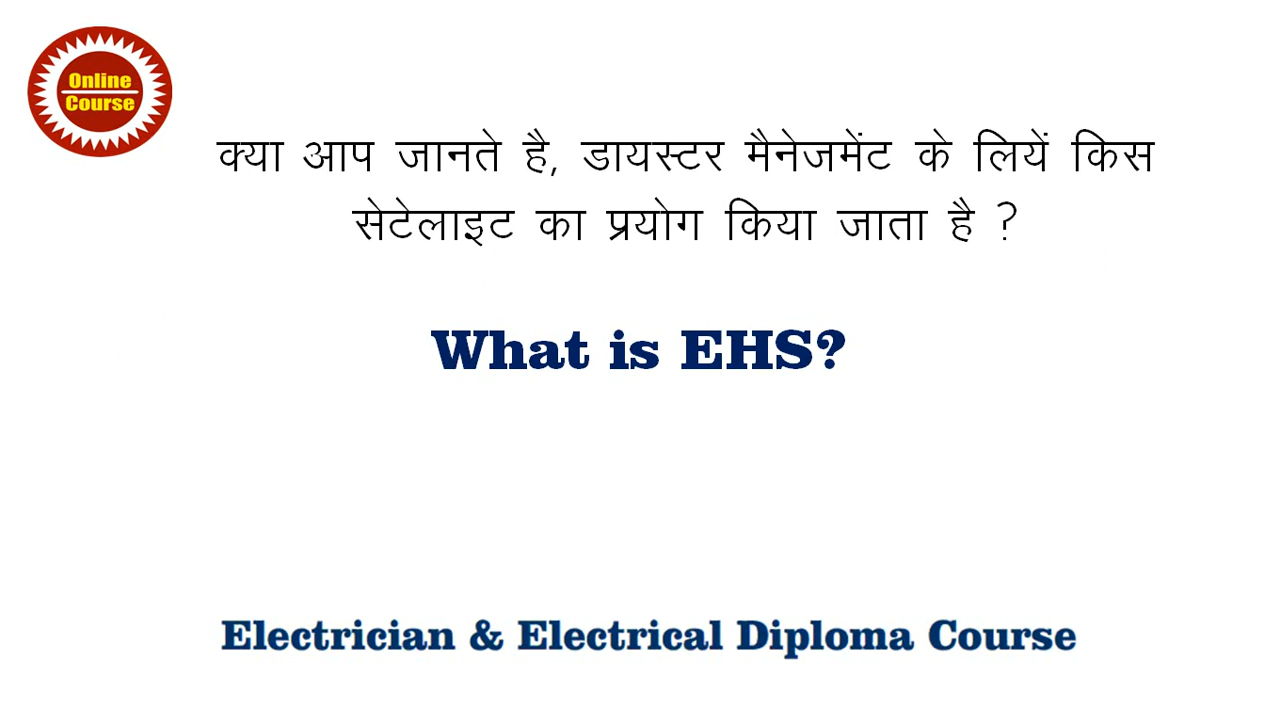 Online
Course
क्या आप जानते है, डायस्टर मैनेजमेंट के लियें किस
सेटेलाइट का प्रयोग किया जाता है ?
What is EHS?
Electrician & Electrical Diploma Course